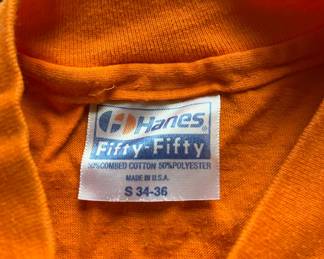 Hanes®
Fifty-Fifty
50%COMBED COTTON 50%POLYESTER
MADE IN U.S.A.
S 34-36